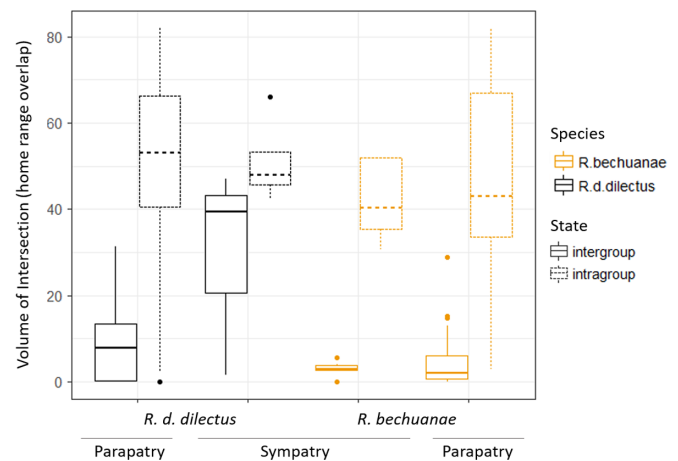 Volume of Intersection (home range overlap)
80
60
40
20
0
R. d. dilectus
R. bechuanae
Parapatry
Sympatry
Parapatry
Species
R.bechuanae
R.d.dilectus
State
intergroup
intragroup